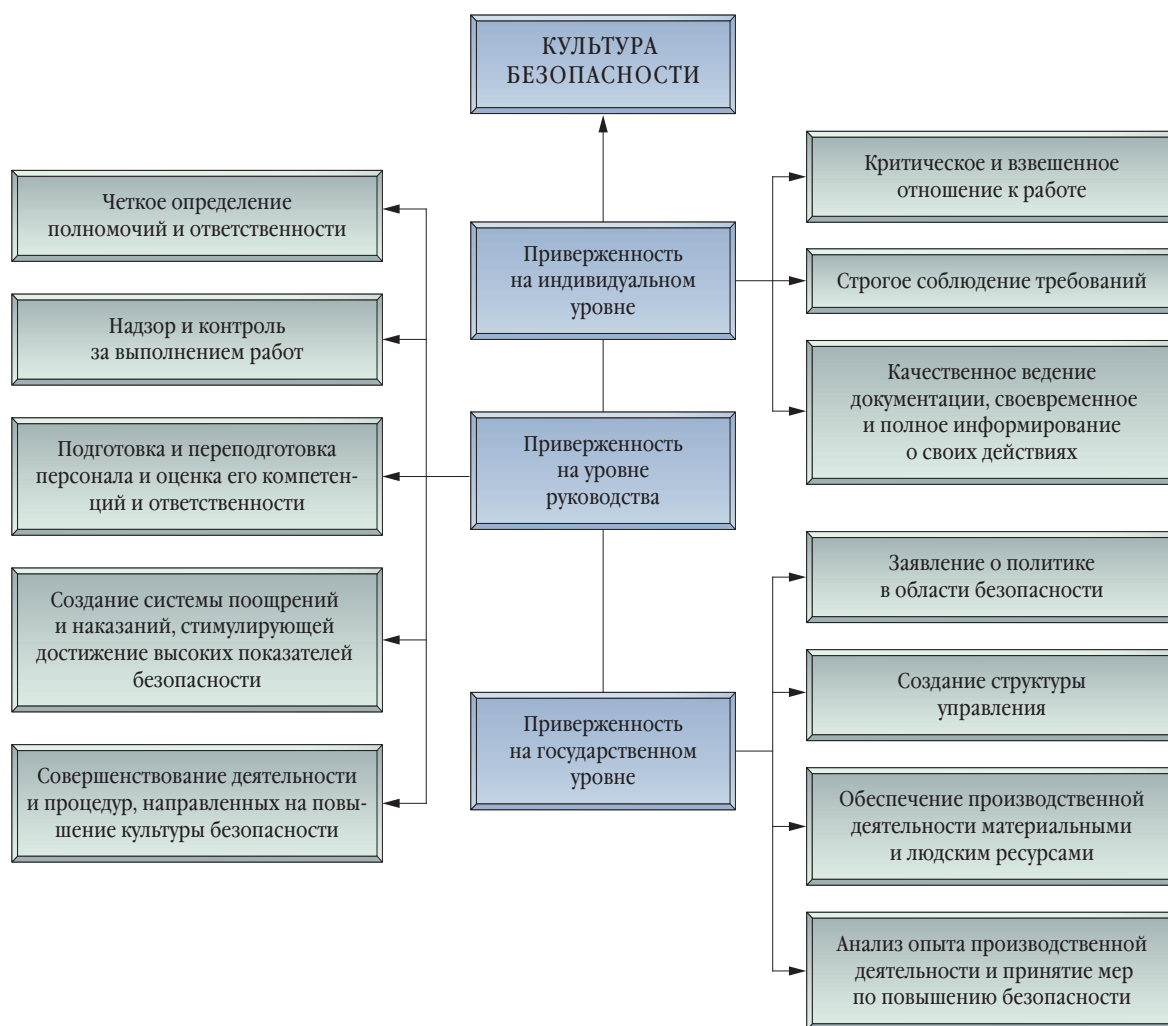 КУЛЬТУРА
БЕЗОПАСНОСТИ
Четкое определение
полномочий и ответственности
Надзор и контроль
за выполнением работ
Подготовка и переподготовка
персонала и оценка его компетен-
ций и ответственности
Создание системы поощрений
и наказаний, стимулирующей
достижение высоких показателей
безопасности
Совершенствование деятельности
и процедур, направленных на повы-
шение культуры безопасности
Приверженность
на индивидуальном
уровне
Приверженность
на уровне
руководства
Приверженность
на государственном
уровне
Критическое и взвешенное
отношение к работе
Строгое соблюдение требований
Качественное ведение
документации, своевременное
и полное информирование
о своих действиях
Заявление о политике
в области безопасности
Создание структуры
управления
Обеспечение производственной
деятельности материальными
и людским ресурсами
Анализ опыта производственной
деятельности и принятие мер
по повышению безопасности